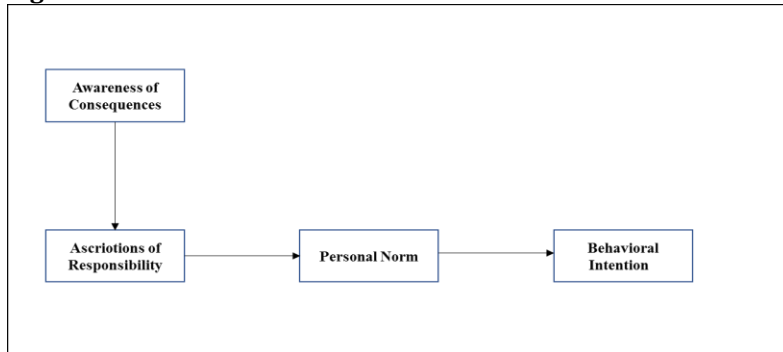 Awareness of
Consequences
Ascriotions of
Responsibility
Personal Norm
Behavioral
Intention